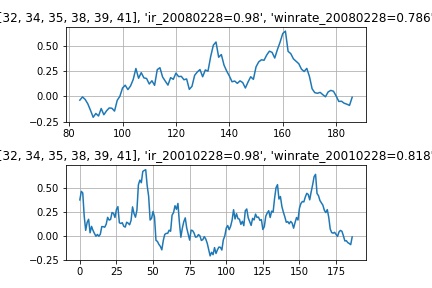 [32, 34, 35, 38, 39, 41], 'ir_20080228=0.98', 'winrate_20080228=0.786'
0.50
0.25
0.00
−0.25
80 100 120 140 160 180
[32, 34, 35, 38, 39, 41], 'ir_20010228=0.98', 'winrate_20010228=0.818'
0.50
0.25
0.00
−0.25
0 25 50 75 100 125 150 175